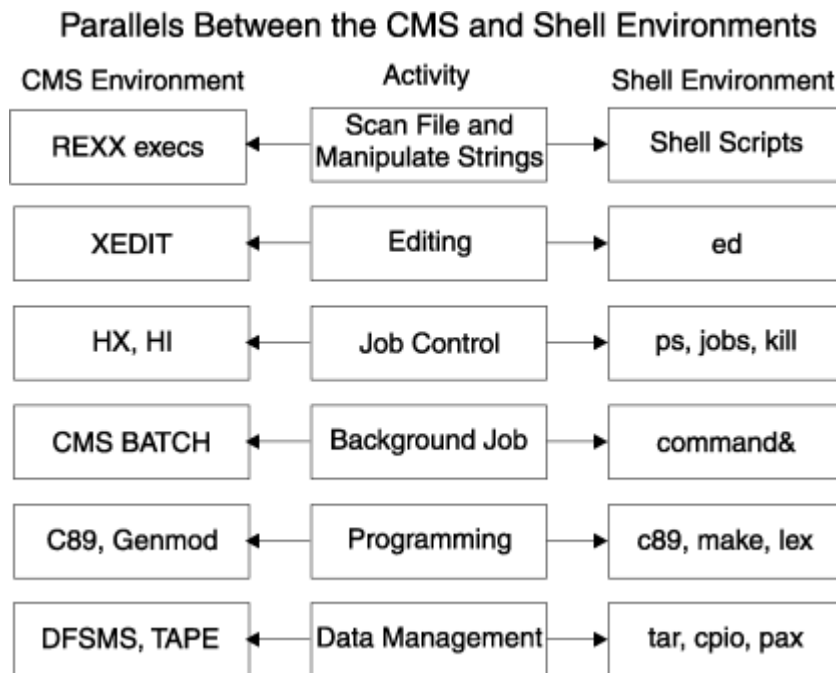 Parallels Between the CMS and Shell Environments
CMS Environment
Activity
Shell Environment
REXX execs
Scan File and
Manipulate Strings
Shell Scripts
XEDIT
Editing
ed
HX, HI
Job Control
ps, jobs, kill
CMS BATCH
Background Job
command&
C89, Genmod
Programming
c89, make, lex
DFSMS, TAPE
Data Management
tar, cpio, pax